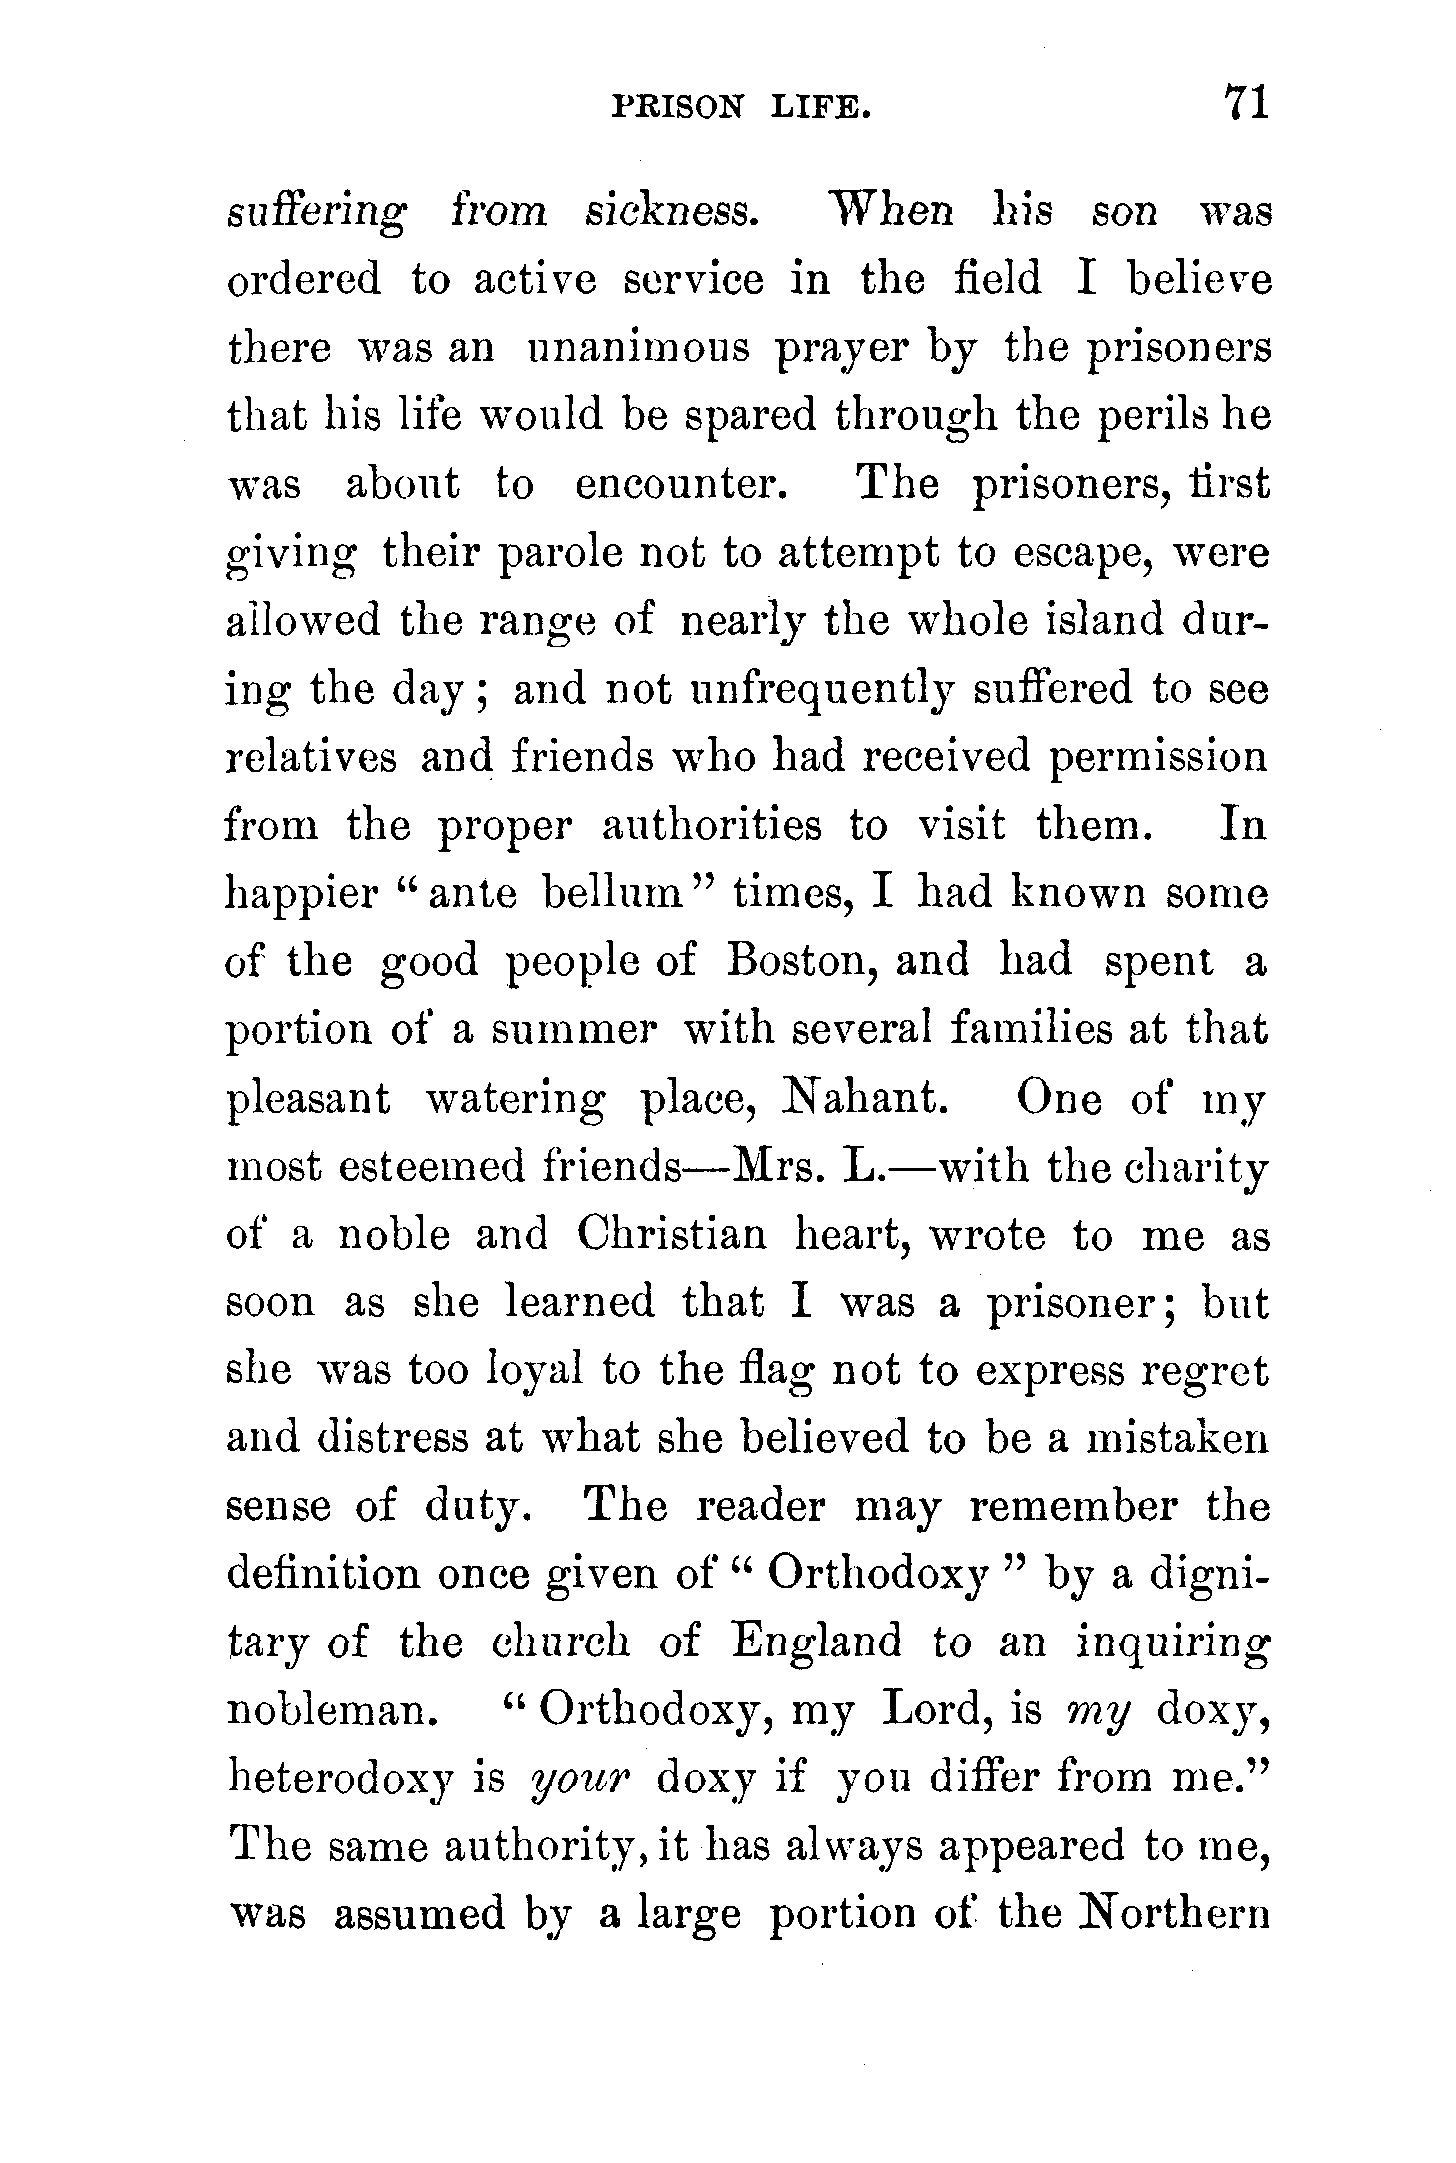 PRISON LIFE. 71
suffering from sickness. When his son was
ordered to active service in the field I believe
there was an unanimous prayer by the prisoners
that his life would be spared through the perils he
was about to encounter. The prisoners, first
giving their parole not to attempt to escape, were
allowed the range of nearly the whole island dur-
ing the day; and not unfrequently suffered to see
relatives and friends who had received permission
from the proper authorities to visit them. In
happier "ante bellum" times, I had known some
of the good people of Boston, and had spent a
portion of a summer with several families at that
pleasant watering place, Nahant. One of my
most esteemed friends—Mrs. L.—with the charity
of a noble and Christian heart, wrote to me as
soon as she learned that I was a prisoner; but
she was too loyal to the flag not to express regret
and distress at what she believed to be a mistaken
sense of duty. The reader may remember the
definition once given of "Orthodoxy" by a digni-
tary of the church of England to an inquiring
nobleman. "Orthodoxy, my Lord, is my doxy,
heterodoxy is your doxy if you differ from me."
The same authority, it has always appeared to me,
was assumed by a large portion of the Northern